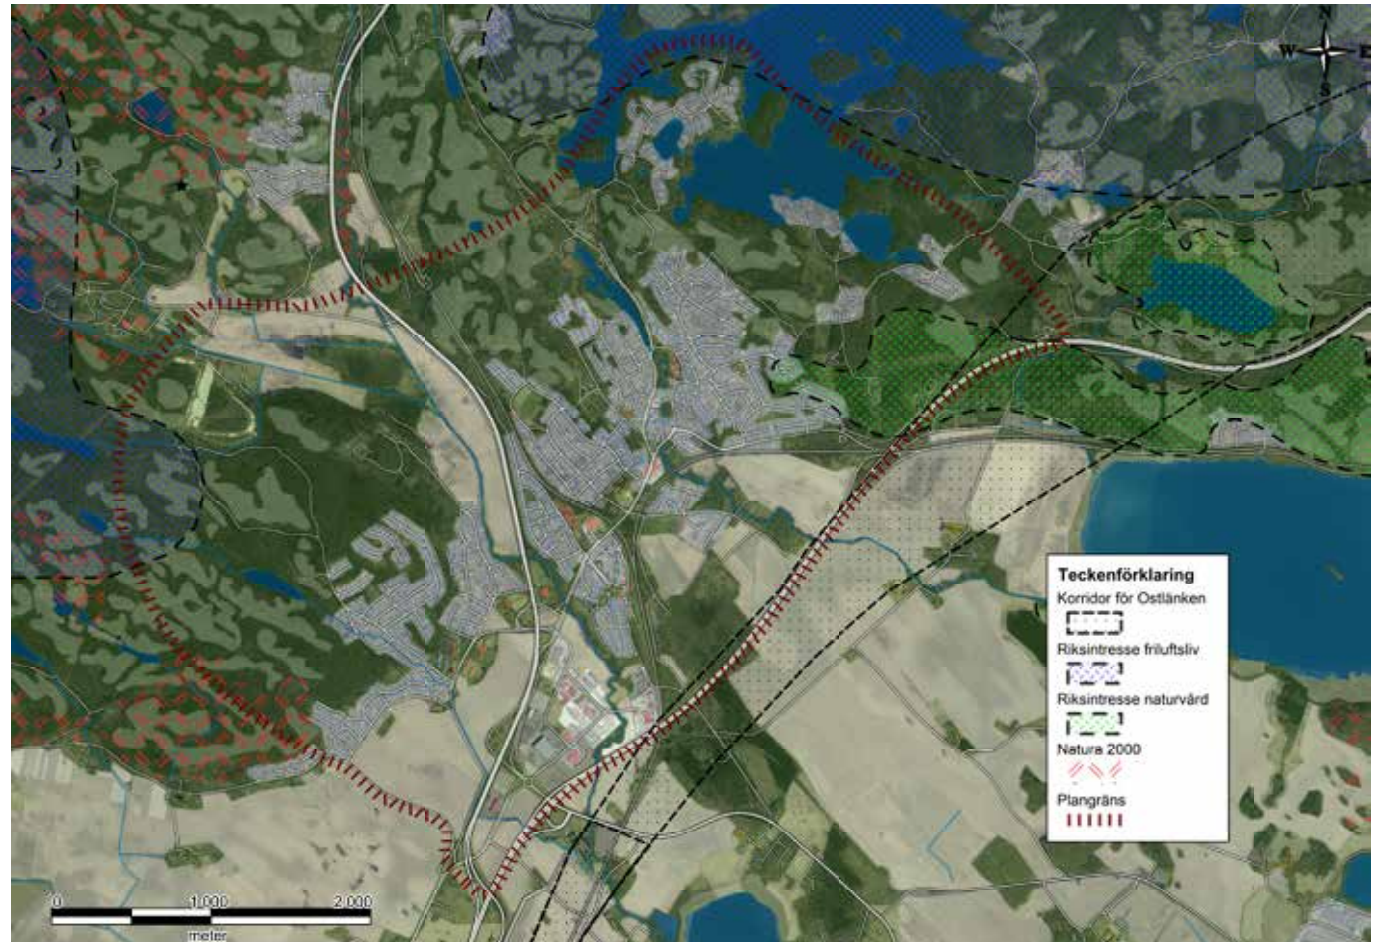 N
W E
S
Teckenförklaring
Korridor för Ostlänken
Riksintresse friluftsliv
Riksintresse naturvård
Natura 2000
Plangräns
0 1 000 2 000
meter